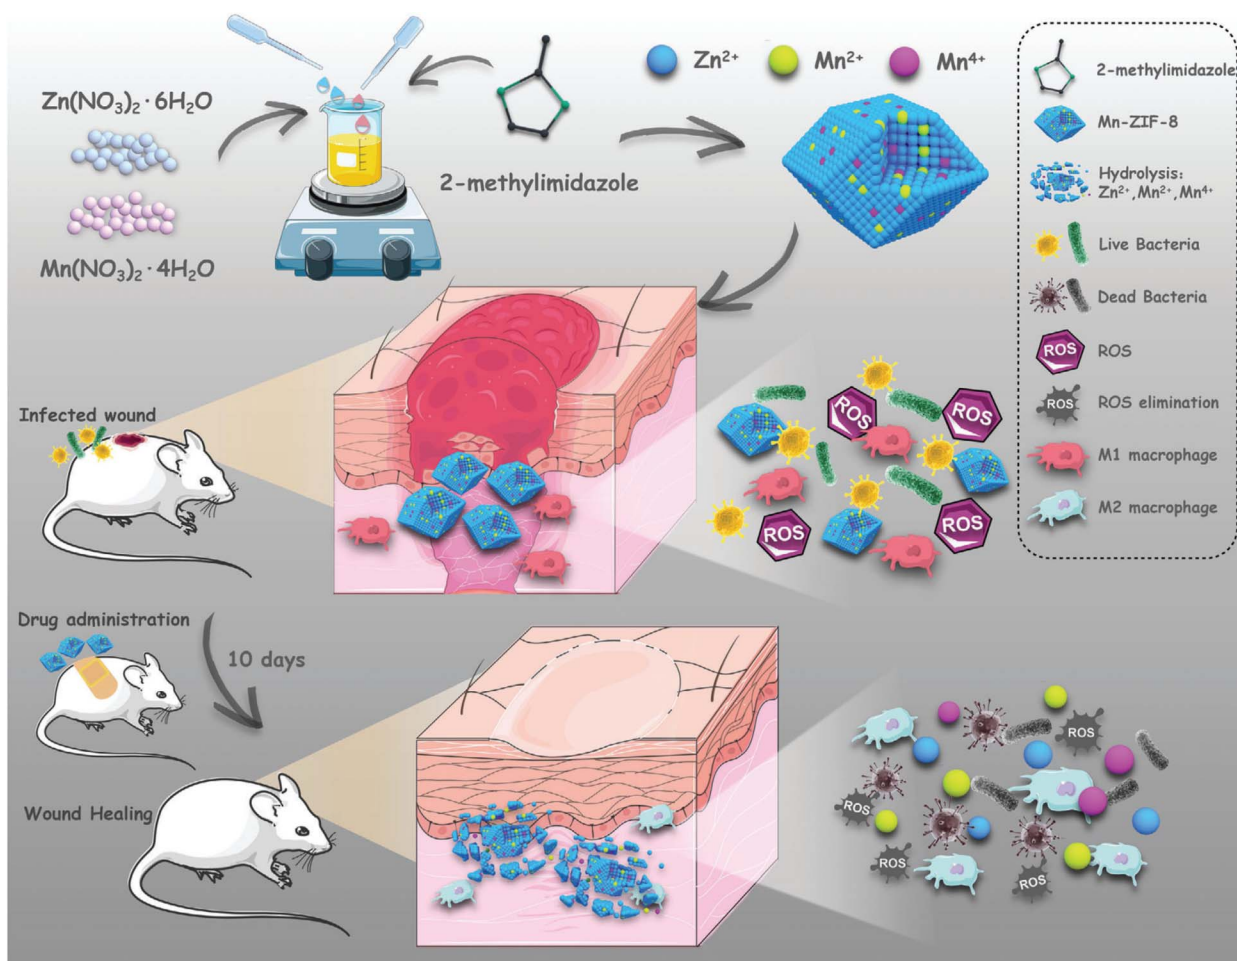 Zn(NO₃)₂·6H₂O
Mn(NO₃)₂·4H₂O
2-methylimidazole
Zn²⁺
Mn²⁺
Mn⁴⁺
2-methylimidazole
Mn-ZIF-8
Hydrolysis:
Zn²⁺,Mn²⁺,Mn⁴⁺
Live Bacteria
Dead Bacteria
ROS
ROS
ROS
ROS elimination
M1 macrophage
M2 macrophage
Infected wound
ROS
ROS
ROS
ROS
Drug administration
10 days
Wound Healing
ROS
ROS
ROS
ROS